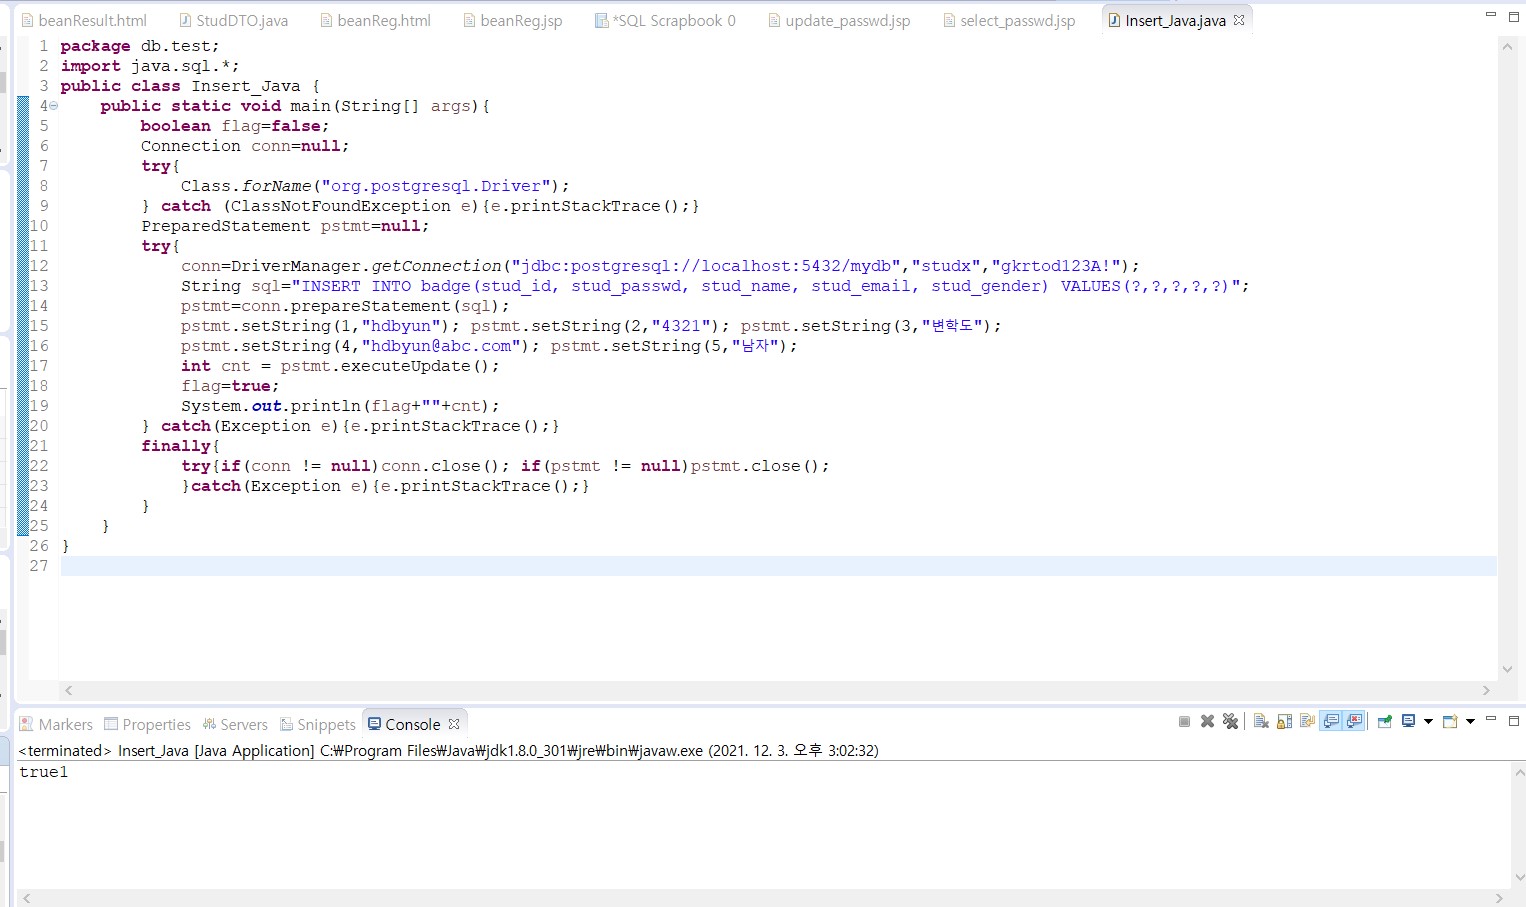 beanResult.html StudDTO.java beanReg.html beanReg.jsp *SQL Scrapbook 0 update_passwd.jsp select_passwd.jsp Insert_Java.java
1 package db.test;
2 import java.sql.*;
3 public class Insert_Java {
4 public static void main(String[] args){
5 boolean flag=false;
6 Connection conn=null;
7 try{
8 Class.forName("org.postgresql.Driver");
9 } catch (ClassNotFoundException e){e.printStackTrace();}
10 PreparedStatement pstmt=null;
11 try{
12 conn=DriverManager.getConnection("jdbc:postgresql://localhost:5432/mydb","studx","gkrtod123A!");
13 String sql="INSERT INTO badge(stud_id, stud_passwd, stud_name, stud_email, stud_gender) VALUES(?,?,?,?,?)";
14 pstmt=conn.prepareStatement(sql);
15 pstmt.setString(1,"hdbyun"); pstmt.setString(2,"4321"); pstmt.setString(3,"변학도");
16 pstmt.setString(4,"hdbyun@abc.com"); pstmt.setString(5,"남자");
17 int cnt = pstmt.executeUpdate();
18 flag=true;
19 System.out.println(flag+""+cnt);
20 } catch(Exception e){e.printStackTrace();}
21 finally{
22 try{if(conn != null)conn.close(); if(pstmt != null)pstmt.close();
23 }catch(Exception e){e.printStackTrace();}
24 }
25 }
26 }
27
Markers Properties Servers Snippets Console
<terminated> Insert_Java [Java Application] C:₩Program Files₩Java₩jdk1.8.0_301₩jre₩bin₩javaw.exe (2021. 12. 3. 오후 3:02:32)
true1